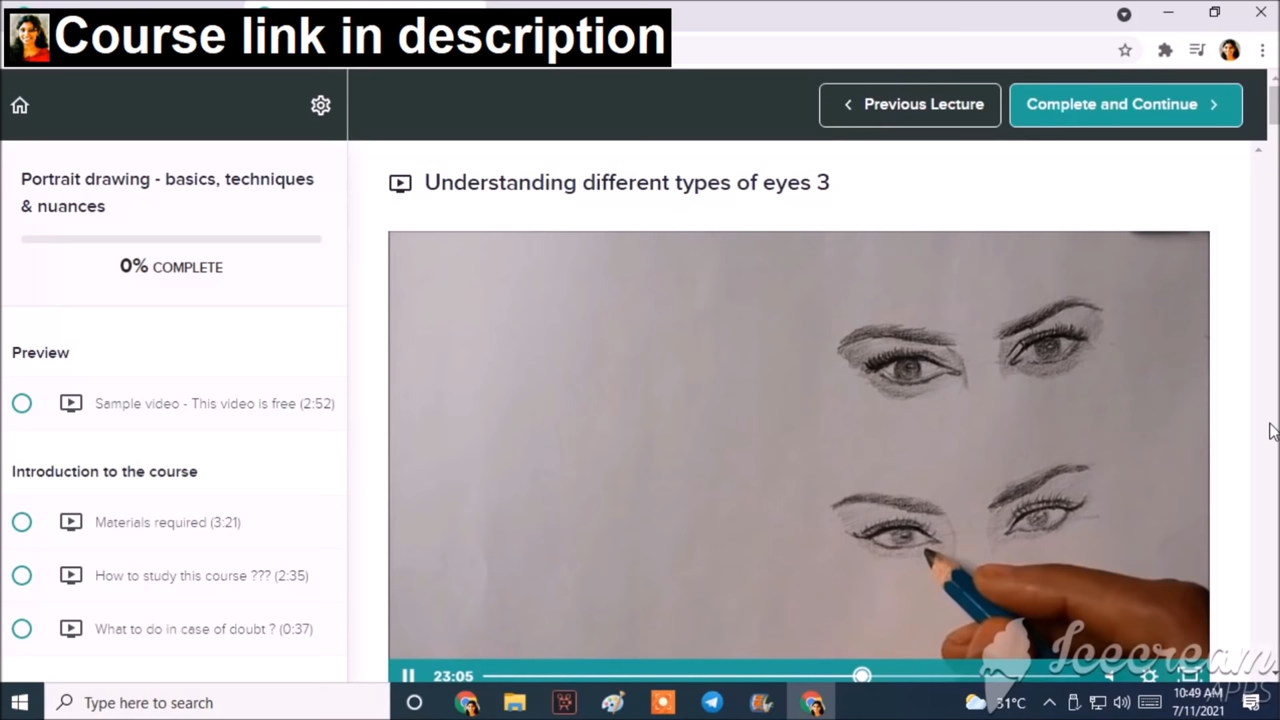 Course link in description
Previous Lecture
Complete and Continue
Portrait drawing - basics, techniques
& nuances
0% COMPLETE
Preview
Sample video - This video is free (2:52)
Introduction to the course
Materials required (3:21)
How to study this course ??? (2:35)
What to do in case of doubt ? (0:37)
Understanding different types of eyes 3
23:05
Icecream
APPS
Type here to search
31°C
10:49 AM
7/11/2021